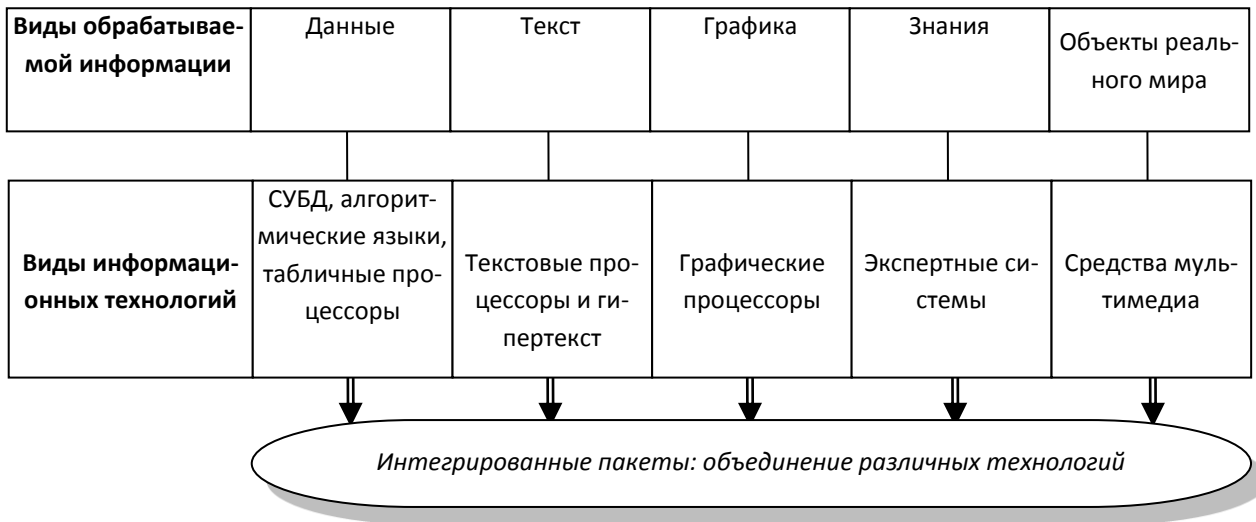 Виды обрабатывае-
мой информации
Данные
Текст
Графика
Знания
Объекты реаль-
ного мира
Виды информаци-
онных технологий
СУБД, алгорит-
мические языки,
табличные про-
цессоры
Текстовые про-
цессоры и ги-
пертекст
Графические
процессоры
Экспертные си-
стемы
Средства муль-
тимедиа
Интегрированные пакеты: объединение различных технологий